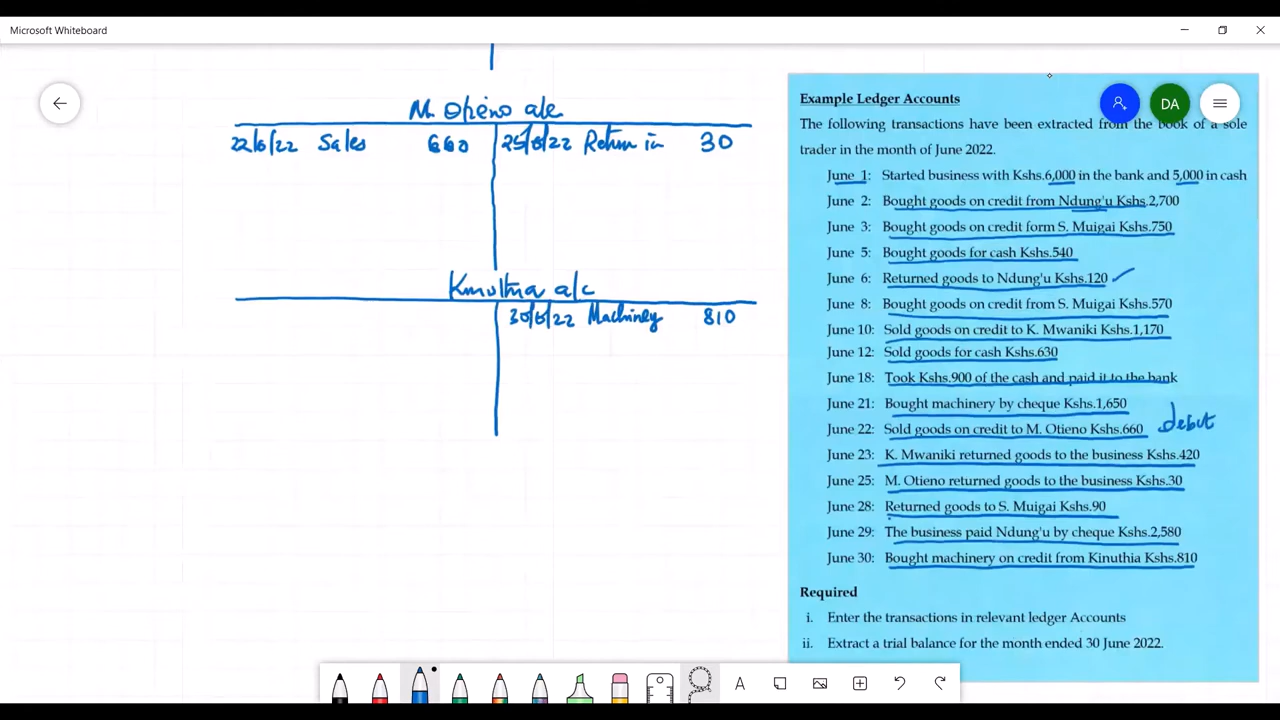 Microsoft Whiteboard
M. Otieno a/c
22/6/22 Sales 660 25/6/22 Return in 30
Kinuthia a/c
30/6/22 Machinery 810
DA
Example Ledger Accounts
The following transactions have been extracted from the book of a sole
trader in the month of June 2022.
June 1: Started business with Kshs.6,000 in the bank and 5,000 in cash
June 2: Bought goods on credit from Ndung'u Kshs.2,700
June 3: Bought goods on credit form S. Muigai Kshs.750
June 5: Bought goods for cash Kshs.540
June 6: Returned goods to Ndung'u Kshs.120
June 8: Bought goods on credit from S. Muigai Kshs.570
June 10: Sold goods on credit to K. Mwaniki Kshs.1,170
June 12: Sold goods for cash Kshs.630
June 18: Took Kshs.900 of the cash and paid it to the bank
June 21: Bought machinery by cheque Kshs.1,650
June 22: Sold goods on credit to M. Otieno Kshs.660 debit
June 23: K. Mwaniki returned goods to the business Kshs.420
June 25: M. Otieno returned goods to the business Kshs.30
June 28: Returned goods to S. Muigai Kshs.90
June 29: The business paid Ndung'u by cheque Kshs.2,580
June 30: Bought machinery on credit from Kinuthia Kshs.810
Required
i. Enter the transactions in relevant ledger Accounts
ii. Extract a trial balance for the month ended 30 June 2022.
A